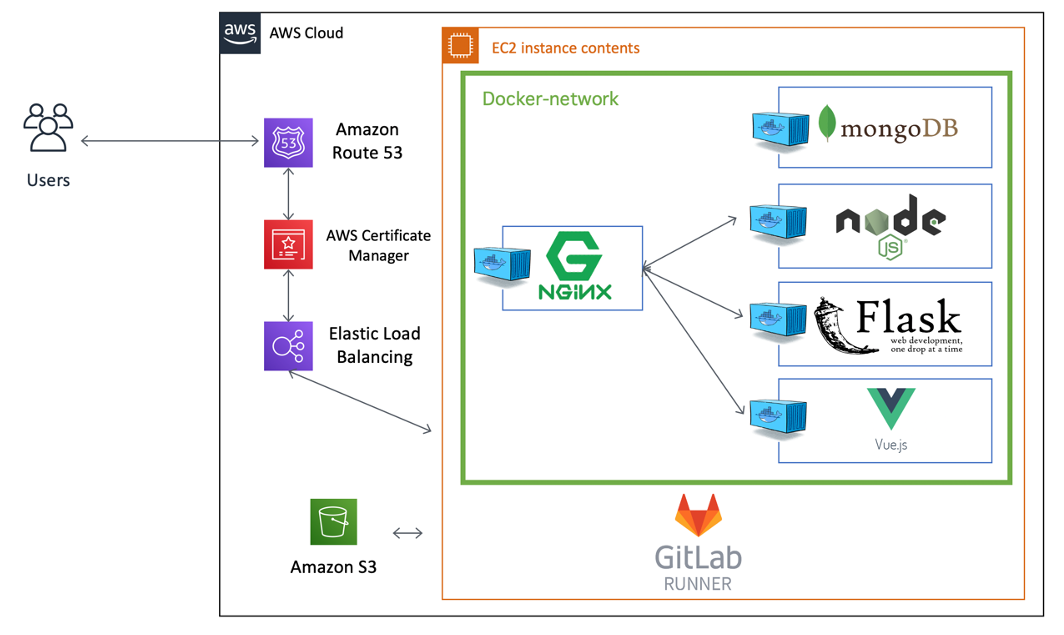 aws
AWS Cloud
EC2 instance contents
Docker-network
Users
53
Amazon
Route 53
AWS Certificate
Manager
Elastic Load
Balancing
Amazon S3
NGiNX
mongoDB
node
JS
Flask
web development,
one drop at a time
Vue.js
GitLab
RUNNER